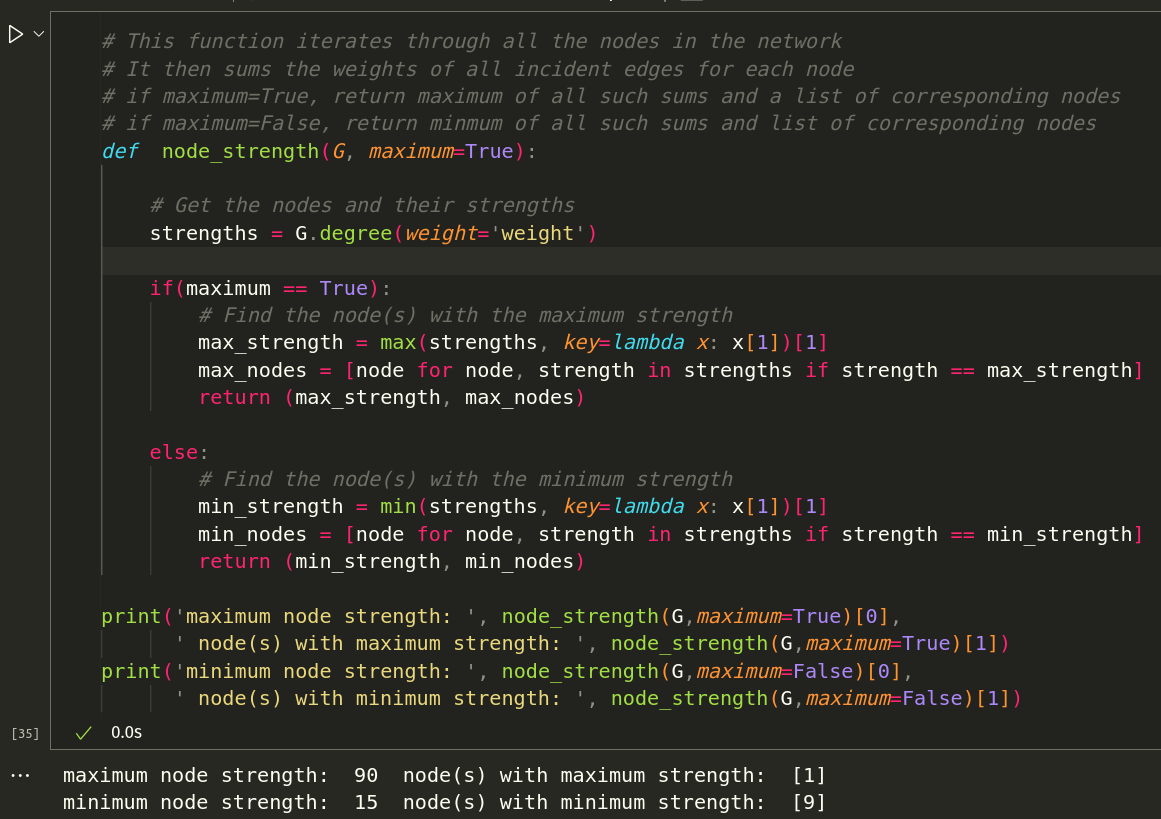 # This function iterates through all the nodes in the network
# It then sums the weights of all incident edges for each node
# if maximum=True, return maximum of all such sums and a list of corresponding nodes
# if maximum=False, return minmum of all such sums and list of corresponding nodes
def  node_strength(G, maximum=True):
    # Get the nodes and their strengths
    strengths = G.degree(weight='weight')
    if(maximum == True):
        # Find the node(s) with the maximum strength
        max_strength = max(strengths, key=lambda x: x[1])[1]
        max_nodes = [node for node, strength in strengths if strength == max_strength]
        return (max_strength, max_nodes)
    else:
        # Find the node(s) with the minimum strength
        min_strength = min(strengths, key=lambda x: x[1])[1]
        min_nodes = [node for node, strength in strengths if strength == min_strength]
        return (min_strength, min_nodes)
print('maximum node strength: ', node_strength(G,maximum=True)[0],
      ' node(s) with maximum strength: ', node_strength(G,maximum=True)[1])
print('minimum node strength: ', node_strength(G,maximum=False)[0],
      ' node(s) with minimum strength: ', node_strength(G,maximum=False)[1])
[35] 0.0s
... maximum node strength:  90  node(s) with maximum strength:  [1]
minimum node strength:  15  node(s) with minimum strength:  [9]